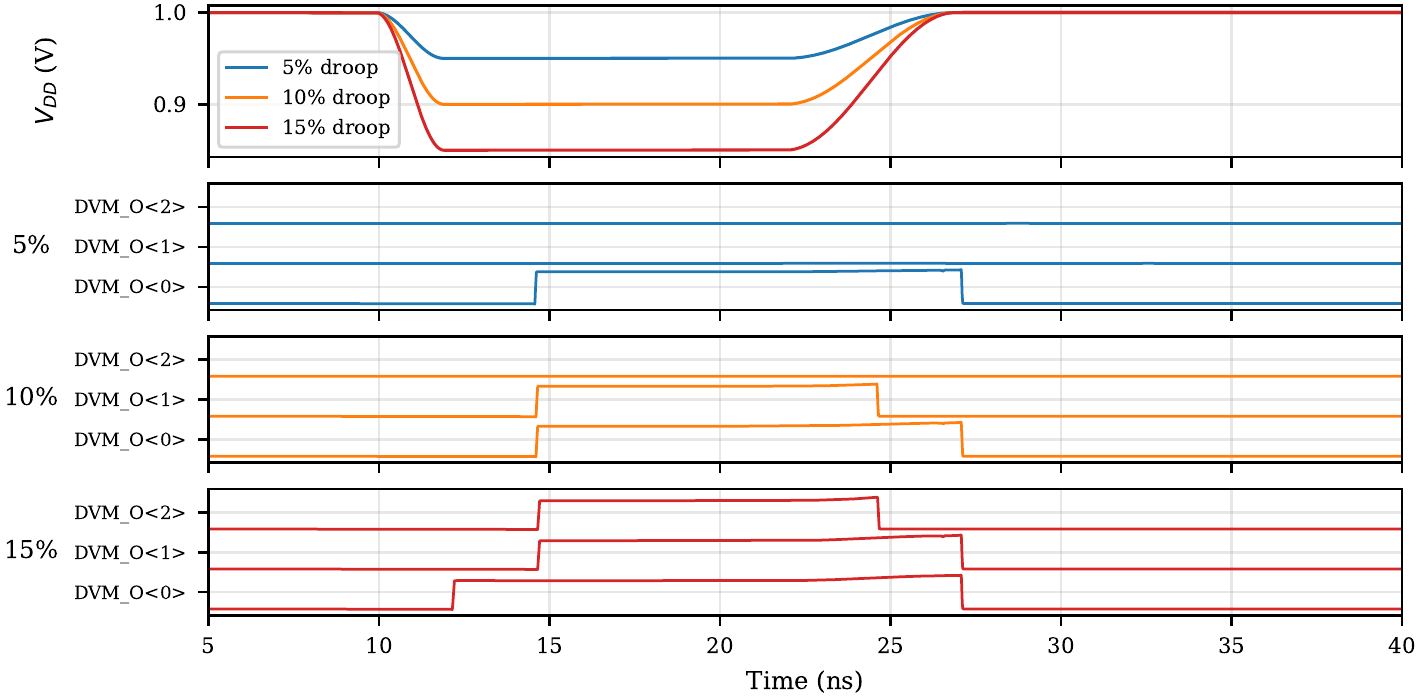 1.0
0.9
V_DD (V)
5% droop
10% droop
15% droop
5%
DVM_O<2>
DVM_O<1>
DVM_O<0>
10%
DVM_O<2>
DVM_O<1>
DVM_O<0>
15%
DVM_O<2>
DVM_O<1>
DVM_O<0>
5 10 15 20 25 30 35 40
Time (ns)